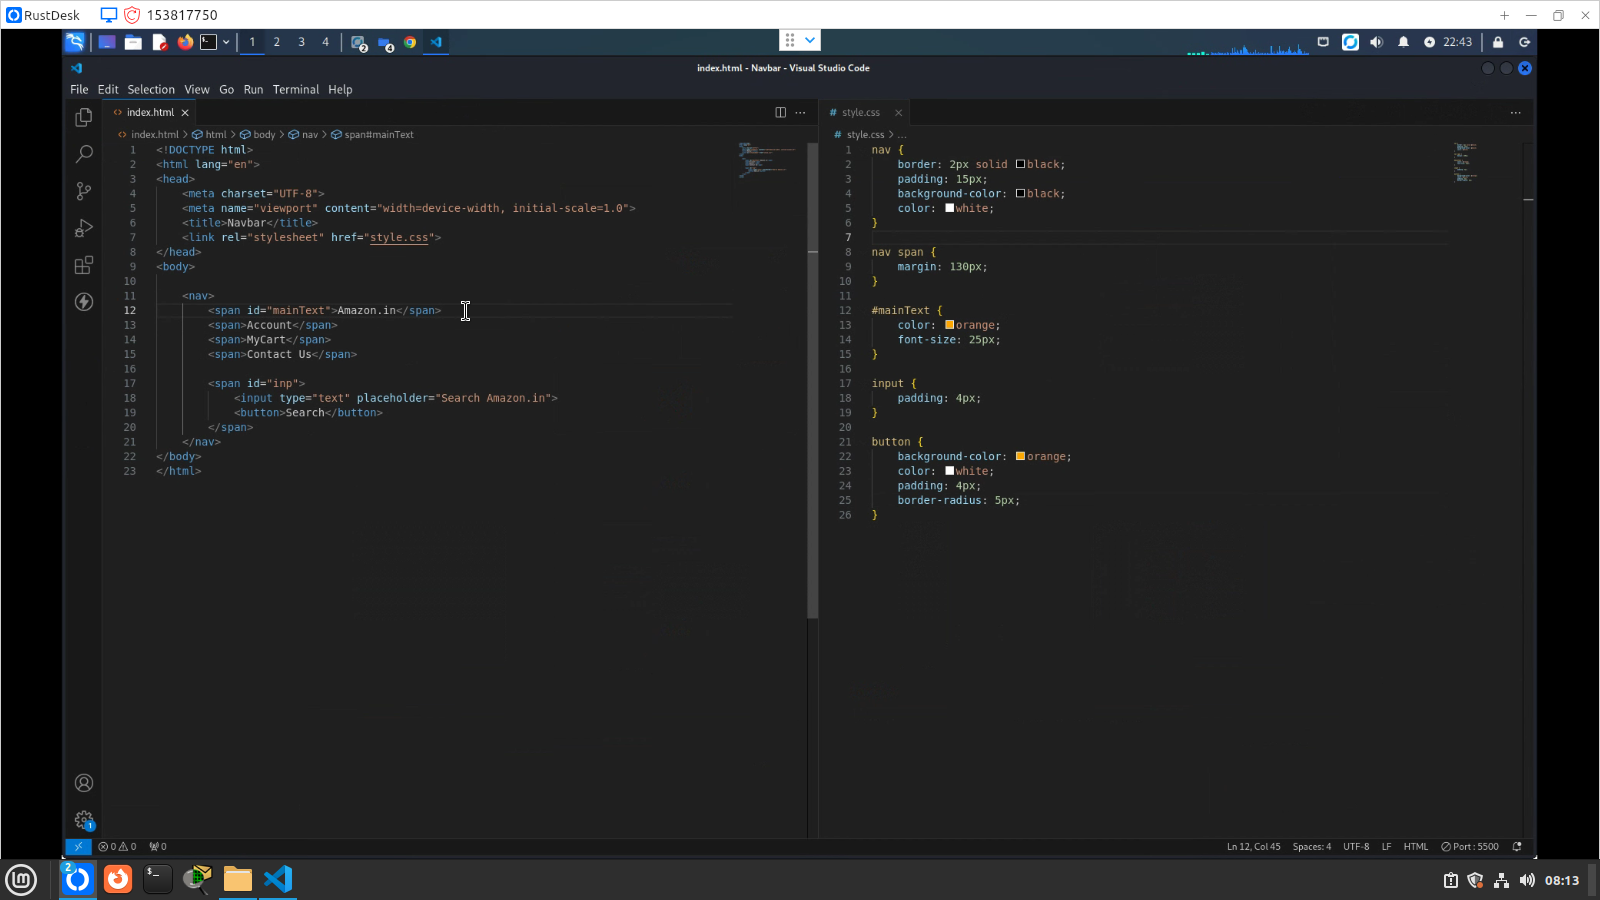 RustDesk 153817750
1 2 3 4 22:43
index.html - Navbar - Visual Studio Code
File Edit Selection View Go Run Terminal Help
index.html
index.html > html > body > nav > span#mainText
1 <!DOCTYPE html>
2 <html lang="en">
3 <head>
4 <meta charset="UTF-8">
5 <meta name="viewport" content="width=device-width, initial-scale=1.0">
6 <title>Navbar</title>
7 <link rel="stylesheet" href="style.css">
8 </head>
9 <body>
10
11 <nav>
12 <span id="mainText">Amazon.in</span>
13 <span>Account</span>
14 <span>MyCart</span>
15 <span>Contact Us</span>
16
17 <span id="inp">
18 <input type="text" placeholder="Search Amazon.in">
19 <button>Search</button>
20 </span>
21 </nav>
22 </body>
23 </html>
# style.css
# style.css > ...
1 nav {
2 border: 2px solid black;
3 padding: 15px;
4 background-color: black;
5 color: white;
6 }
7
8 nav span {
9 margin: 130px;
10 }
11
12 #mainText {
13 color: orange;
14 font-size: 25px;
15 }
16
17 input {
18 padding: 4px;
19 }
20
21 button {
22 background-color: orange;
23 color: white;
24 padding: 4px;
25 border-radius: 5px;
26 }
0 0 0 Ln 12, Col 45 Spaces: 4 UTF-8 LF HTML Port : 5500
08:13